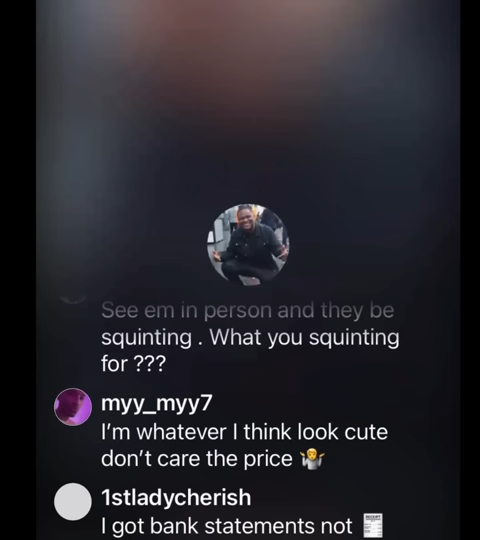 See em in person and they be
squinting . What you squinting
for ???
myy_myy7
I’m whatever I think look cute
don’t care the price 🤷
1stladycherish
I got bank statements not 🧾